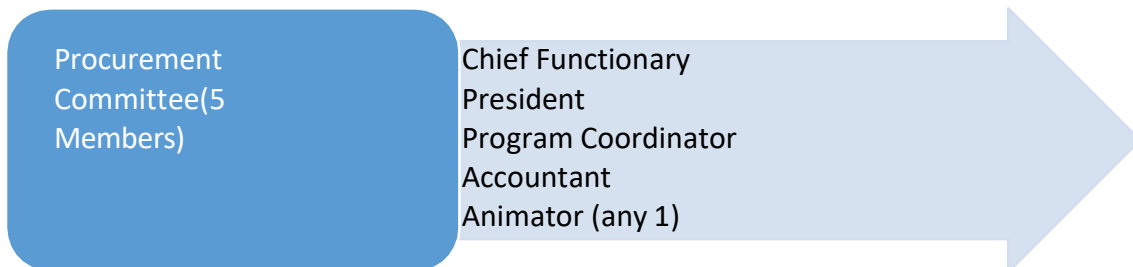 Procurement
Committee(5
Members)
Chief Functionary
President
Program Coordinator
Accountant
Animator (any 1)